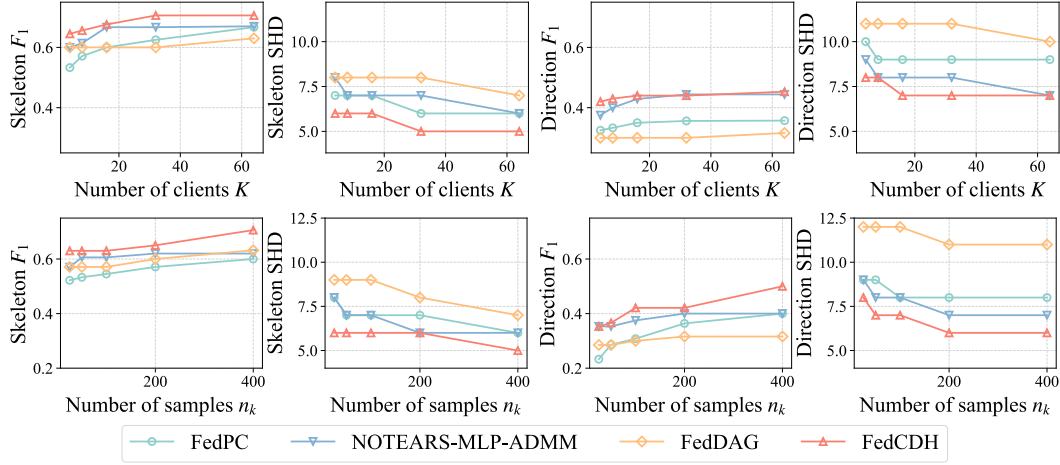 Skeleton F1
0.6
0.4
20 40 60
Number of clients K
Skeleton SHD
10.0
7.5
5.0
20 40 60
Number of clients K
Direction F1
0.6
0.4
20 40 60
Number of clients K
Direction SHD
10.0
7.5
5.0
20 40 60
Number of clients K
Skeleton F1
0.6
0.4
0.2
200 400
Number of samples nk
Skeleton SHD
12.5
10.0
7.5
5.0
200 400
Number of samples nk
Direction F1
0.6
0.4
0.2
200 400
Number of samples nk
Direction SHD
12.5
10.0
7.5
5.0
200 400
Number of samples nk
FedPC NOTEARS-MLP-ADMM FedDAG FedCDH